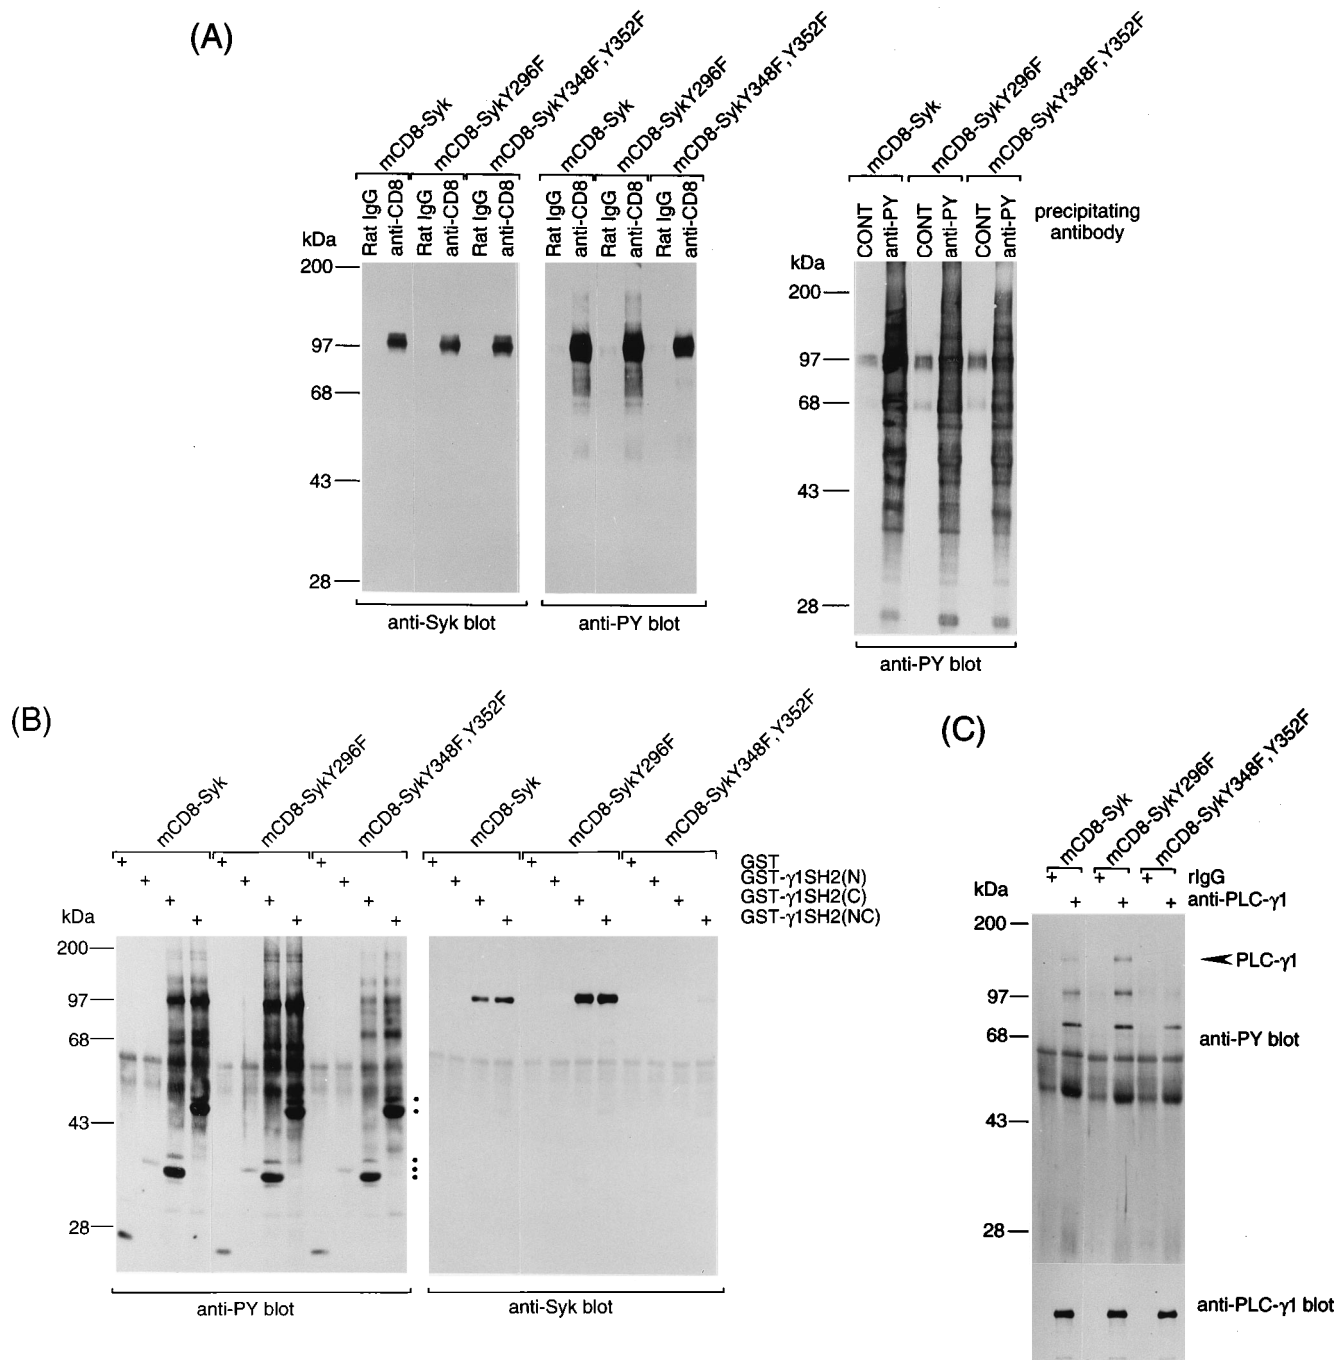 (A)
mCD8-Syk
mCD8-SykY296F
mCD8-SykY348F,Y352F
mCD8-Syk
mCD8-SykY296F
mCD8-SykY348F,Y352F
mCD8-Syk
mCD8-SykY296F
mCD8-SykY348F,Y352F
Rat IgG
anti-CD8
Rat IgG
anti-CD8
Rat IgG
anti-CD8
Rat IgG
anti-CD8
Rat IgG
anti-CD8
Rat IgG
anti-CD8
CONT
anti-PY
CONT
anti-PY
CONT
anti-PY
precipitating
antibody
kDa
200
97
68
43
28
kDa
200
97
68
43
28
anti-Syk blot
anti-PY blot
anti-PY blot
(B)
mCD8-Syk
mCD8-SykY296F
mCD8-SykY348F,Y352F
mCD8-Syk
mCD8-SykY296F
mCD8-SykY348F,Y352F
+ + + + + + GST
+ + + + + + GST-γ1SH2(N)
+ + + + + + GST-γ1SH2(C)
+ + + + + + GST-γ1SH2(NC)
kDa
200
97
68
43
28
anti-PY blot
anti-Syk blot
(C)
mCD8-Syk
mCD8-SykY296F
mCD8-SykY348F,Y352F
+ + + rIgG
+ + + anti-PLC-γ1
kDa
200
97
68
43
28
PLC-γ1
anti-PY blot
anti-PLC-γ1 blot